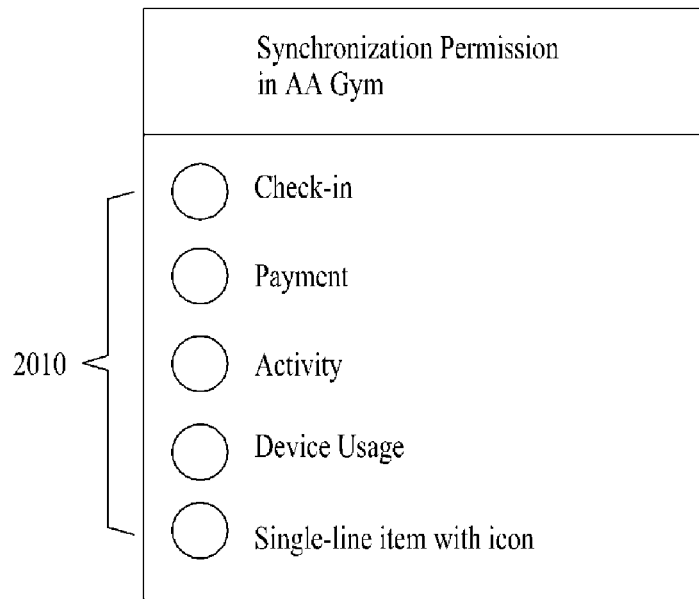 Synchronization Permission
in AA Gym
Check-in
Payment
Activity
2010
Device Usage
Single-line item with icon